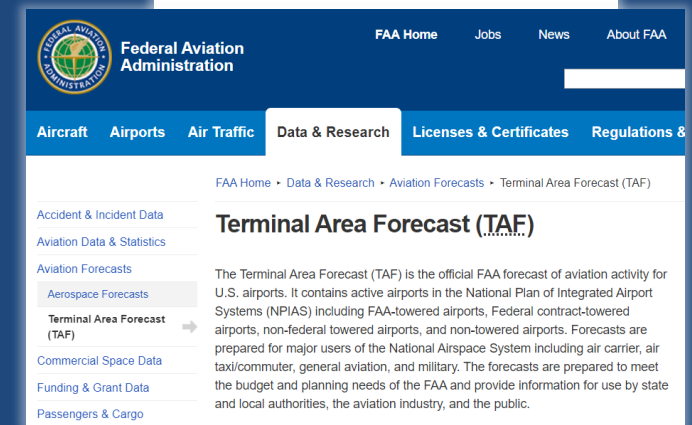 FEDERAL AVIATION
ADMINISTRATION
Federal Aviation
Administration
FAA Home Jobs News About FAA
Aircraft Airports Air Traffic Data & Research Licenses & Certificates Regulations &
FAA Home ▸ Data & Research ▸ Aviation Forecasts ▸ Terminal Area Forecast (TAF)
Accident & Incident Data
Aviation Data & Statistics
Aviation Forecasts
Aerospace Forecasts
Terminal Area Forecast
(TAF)
Commercial Space Data
Funding & Grant Data
Passengers & Cargo
Terminal Area Forecast (TAF)
The Terminal Area Forecast (TAF) is the official FAA forecast of aviation activity for
U.S. airports. It contains active airports in the National Plan of Integrated Airport
Systems (NPIAS) including FAA-towered airports, Federal contract-towered
airports, non-federal towered airports, and non-towered airports. Forecasts are
prepared for major users of the National Airspace System including air carrier, air
taxi/commuter, general aviation, and military. The forecasts are prepared to meet
the budget and planning needs of the FAA and provide information for use by state
and local authorities, the aviation industry, and the public.